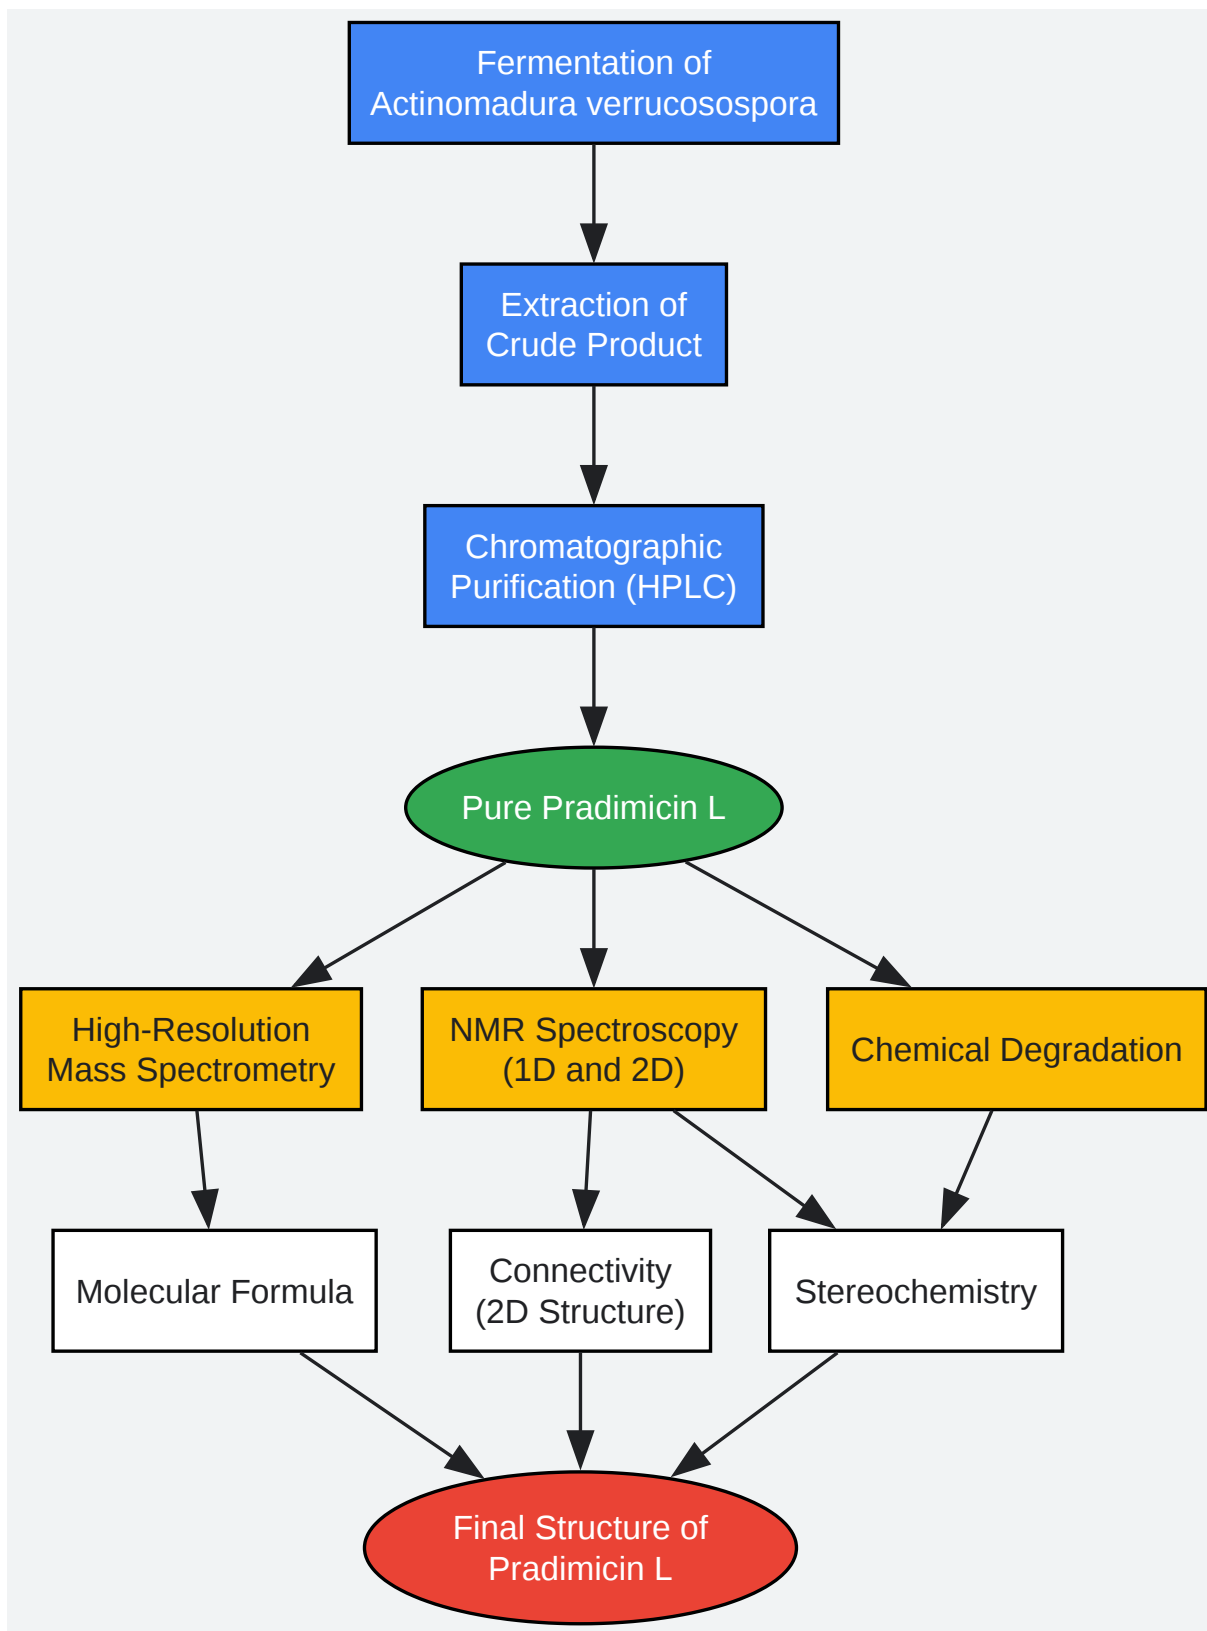 Fermentation of
Actinomadura verrucosospora
Extraction of
Crude Product
Chromatographic
Purification (HPLC)
Pure Pradimicin L
High-Resolution
Mass Spectrometry
NMR Spectroscopy
(1D and 2D)
Chemical Degradation
Molecular Formula
Connectivity
(2D Structure)
Stereochemistry
Final Structure of
Pradimicin L